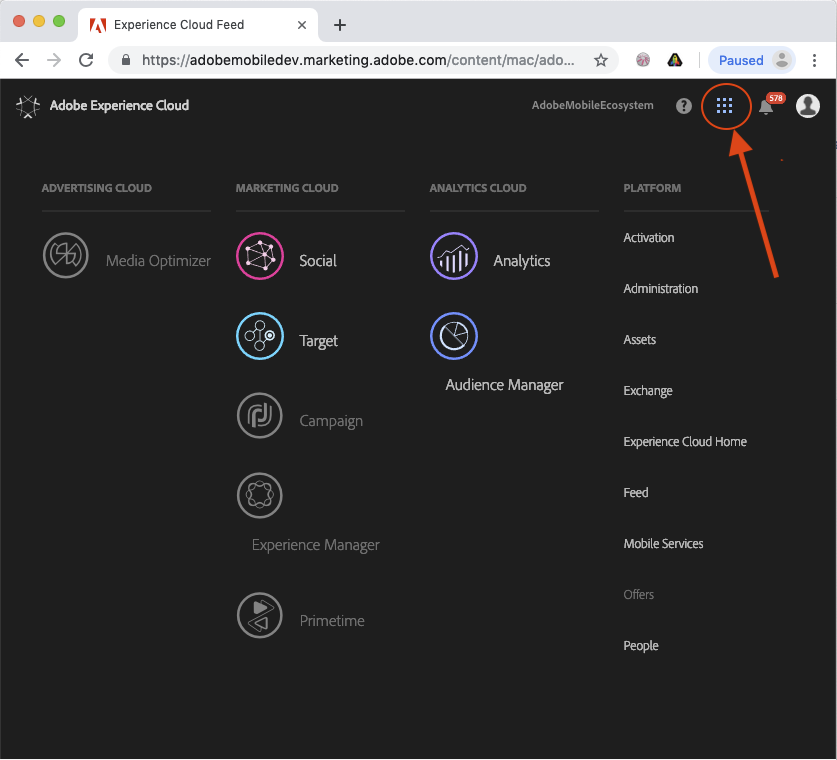 Experience Cloud Feed
https://adobemobiledev.marketing.adobe.com/content/mac/ado...
Paused
Adobe Experience Cloud
AdobeMobileEcosystem
?
578
ADVERTISING CLOUD
Media Optimizer
MARKETING CLOUD
Social
Target
Campaign
Experience Manager
Primetime
ANALYTICS CLOUD
Analytics
Audience Manager
PLATFORM
Activation
Administration
Assets
Exchange
Experience Cloud Home
Feed
Mobile Services
Offers
People